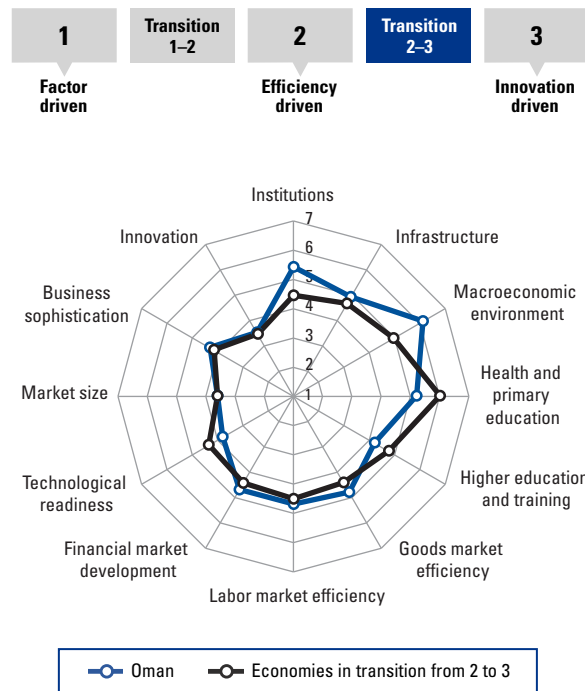 1
Transition
1–2
2
Transition
2–3
3
Factor
driven
Efficiency
driven
Innovation
driven
Institutions
7
Innovation
6
Infrastructure
5
Business
sophistication
4
Macroeconomic
environment
3
2
Market size
1
Health and
primary
education
Technological
readiness
Higher education
and training
Financial market
development
Goods market
efficiency
Labor market efficiency
Oman
Economies in transition from 2 to 3